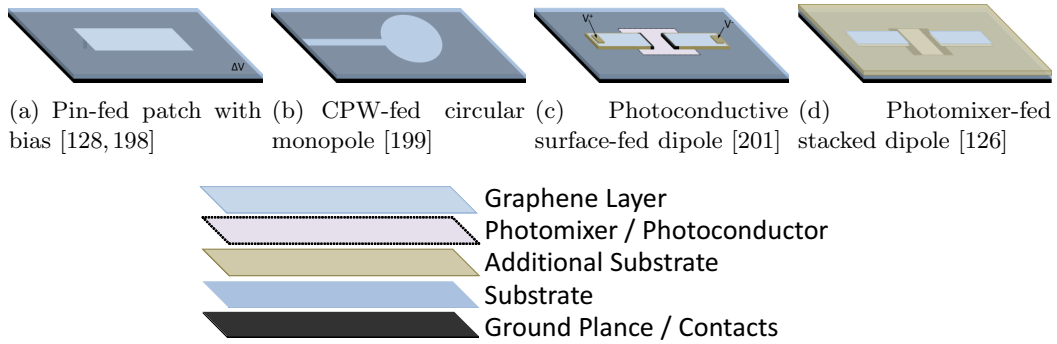 ΔV
V⁺
V⁻
(a) Pin-fed patch with bias [128, 198]
(b) CPW-fed circular monopole [199]
(c) Photoconductive surface-fed dipole [201]
(d) Photomixer-fed stacked dipole [126]
Graphene Layer
Photomixer / Photoconductor
Additional Substrate
Substrate
Ground Plance / Contacts